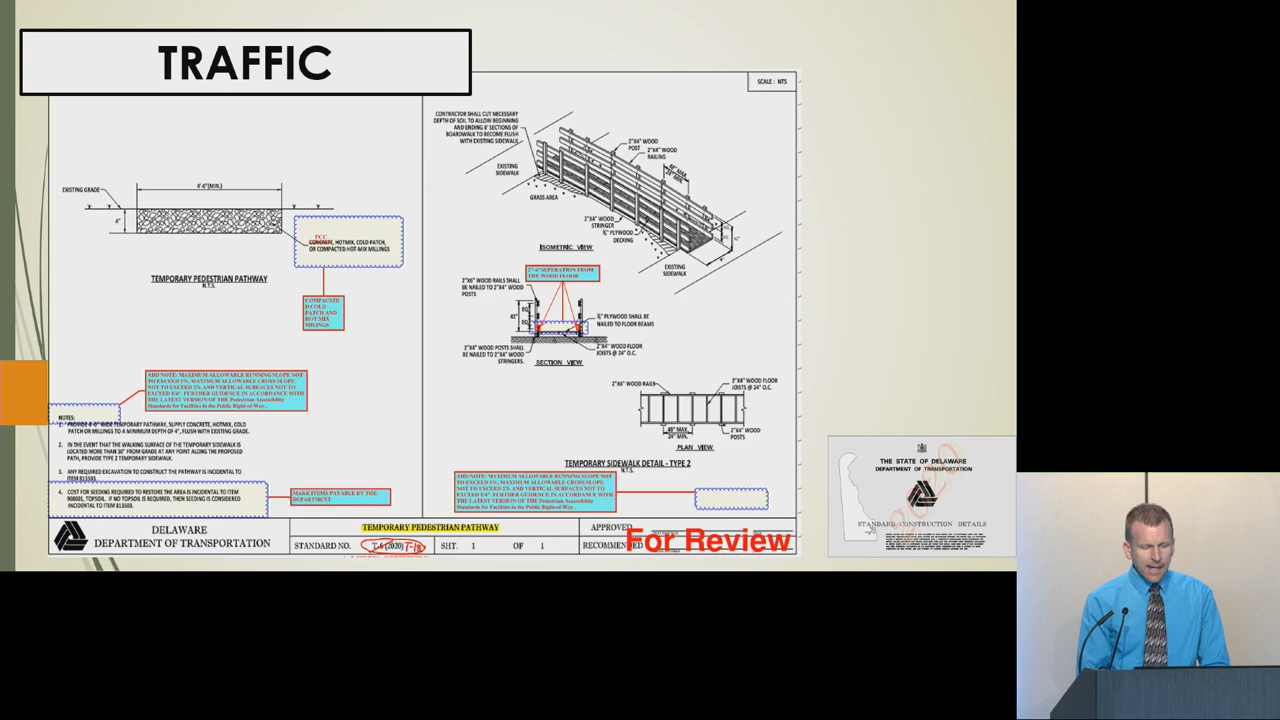 TRAFFIC
SCALE : NTS
EXISTING GRADE
4'-0"(MIN.)
4"
PCC
CONCRETE, HOTMIX, COLD PATCH,
OR COMPACTED HOT-MIX MILLINGS
TEMPORARY PEDESTRIAN PATHWAY
N.T.S.
COLD
PATCH AND
HOT MIX
ADD NOTE: MAXIMUM ALLOWABLE RUNNING SLOPE NOT
TO EXCEED 5%, MAXIMUM ALLOWABLE CROSS SLOPE
NOT TO EXCEED 2% AND VERTICAL SURFACES NOT TO
EXCEED 1/4". FURTHER GUIDENCE IN ACCORDANCE WITH
THE LATEST VERSION OF THE Pedestrian Accessibility
Standards for Facilities in the Public Right-of-Way .
NOTES:
1. PROVIDE 4'-0" WIDE TEMPORARY PATHWAY, SUPPLY CONCRETE, HOTMIX, COLD
PATCH OR MILLINGS TO A MINIMUM DEPTH OF 4", FLUSH WITH EXISTING GRADE.
2. IN THE EVENT THAT THE WALKING SURFACE OF THE TEMPORARY SIDEWALK IS
LOCATED MORE THAN 30" FROM GRADE AT ANY POINT ALONG THE PROPOSED
PATH, PROVIDE TYPE 2 TEMPORARY SIDEWALK.
3. ANY REQUIRED EXCAVATION TO CONSTRUCT THE PATHWAY IS INCIDENTAL TO
ITEM 813503.
4. COST FOR SEEDING REQUIRED TO RESTORE THE AREA IS INCIDENTAL TO ITEM
908001, TOPSOIL. IF NO TOPSOIL IS REQUIRED, THEN SEEDING IS CONSIDERED
INCIDENTAL TO ITEM 813503.
MAKE ITEMS PAYABLE BY THE
DEPARTMENT
CONTRACTOR SHALL CUT NECESSARY
DEPTH OF SOIL TO ALLOW BEGINNING
AND ENDING 8' SECTIONS OF
BOARDWALK TO BECOME FLUSH
WITH EXISTING SIDEWALK
EXISTING
SIDEWALK
GRASS AREA
2"X4" WOOD
POST
2"X4" WOOD
RAILING
48" MAX.
24" MIN.
2"X4" WOOD
STRINGER
PLYWOOD
DECKING
EXISTING
SIDEWALK
ISOMETRIC VIEW
SEPERATION FROM
THE WOOD FLOOR
2"X6" WOOD RAILS SHALL
BE NAILED TO 2"X4" WOOD
POSTS
42"
PLYWOOD SHALL BE
NAILED TO FLOOR BEAMS
2"X4" WOOD POSTS SHALL
BE NAILED TO 2"X4" WOOD
STRINGERS.
2"X4" WOOD FLOOR
JOISTS @ 24" O.C.
SECTION VIEW
2"X6" WOOD RAILS
2"X4" WOOD FLOOR
JOISTS @ 24" O.C.
48" MAX.
24" MIN.
2"X4" WOOD
POSTS
PLAN VIEW
TEMPORARY SIDEWALK DETAIL - TYPE 2
N.T.S.
ADD NOTE: MAXIMUM ALLOWABLE RUNNING SLOPE NOT
TO EXCEED 5%, MAXIMUM ALLOWABLE CROSS SLOPE
NOT TO EXCEED 2% AND VERTICAL SURFACES NOT TO
EXCEED 1/4". FURTHER GUIDENCE IN ACCORDANCE WITH
THE LATEST VERSION OF THE Pedestrian Accessibility
Standards for Facilities in the Public Right-of-Way .
DELAWARE
DEPARTMENT OF TRANSPORTATION
TEMPORARY PEDESTRIAN PATHWAY
STANDARD NO. T-6 (2020) T-18
SHT. 1 OF 1
APPROVED
RECOMMENDED
For Review
THE STATE OF DELAWARE
DEPARTMENT OF TRANSPORTATION
STANDARD CONSTRUCTION DETAILS